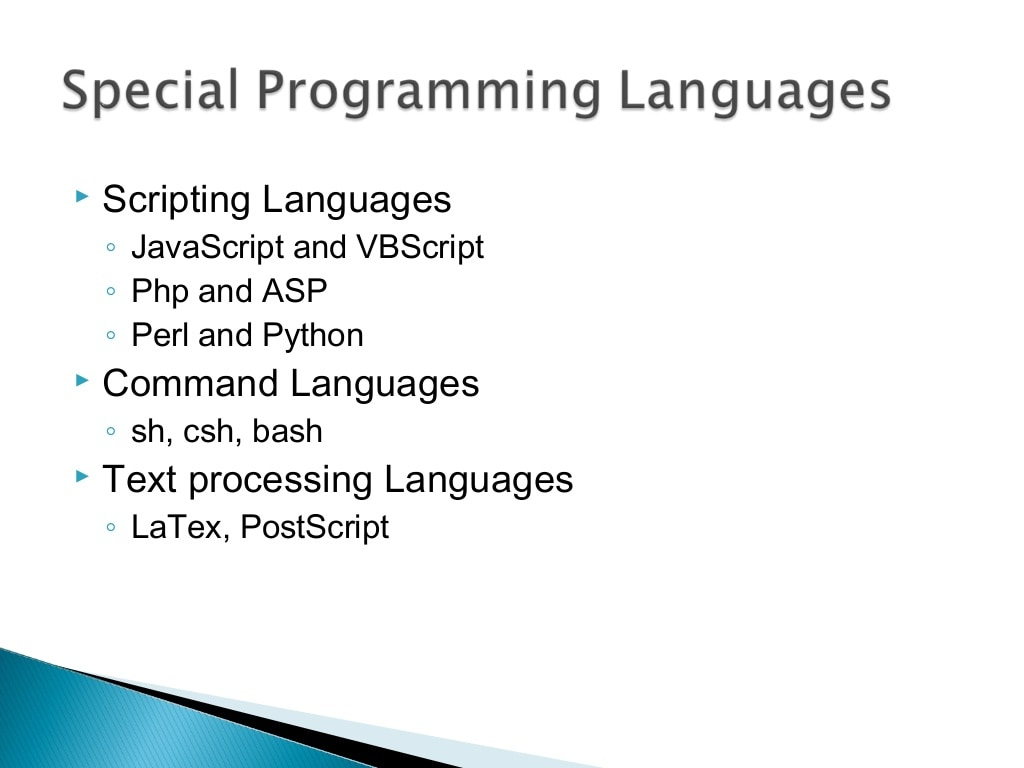 Special Programming Languages
Scripting Languages
JavaScript and VBScript
Php and ASP
Perl and Python
Command Languages
sh, csh, bash
Text processing Languages
LaTex, PostScript